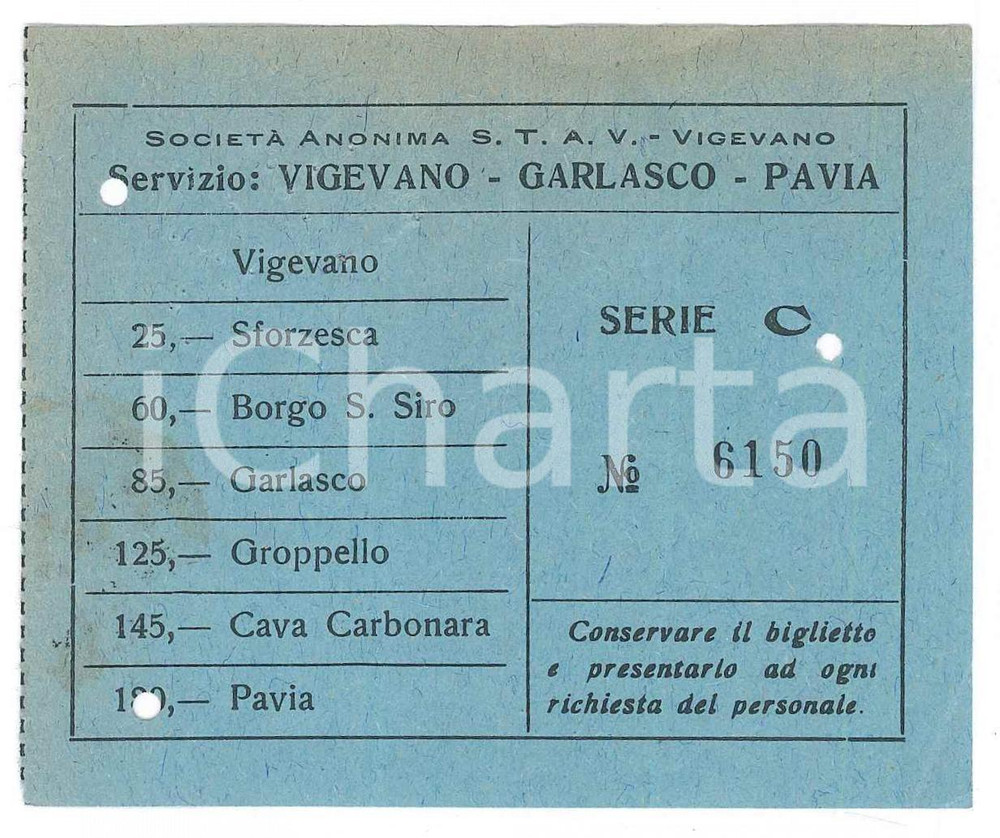 SOCIETÀ ANONIMA S. T. A. V. - VIGEVANO
Servizio: VIGEVANO - GARLASCO - PAVIA
Vigevano
25,— Sforzesca
60,— Borgo S. Siro
85,— Garlasco
125,— Groppello
145,— Cava Carbonara
Pavia
SERIE C
№ 6150
Conservare il biglietto
e presentarlo ad ogni
richiesta del personale.
iCharta